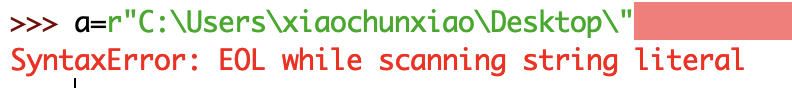 >>> a=r"C:\Users\xiaochunxiao\Desktop\"
SyntaxError: EOL while scanning string literal